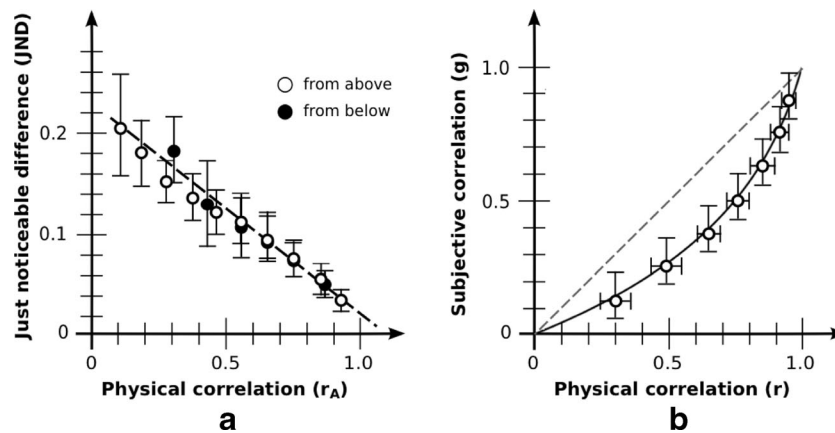 Just noticeable difference (JND)
0.2
0.1
0
0
0.5
1.0
Physical correlation (rA)
from above
from below
a
Subjective correlation (g)
1.0
0.5
0
0
0.5
1.0
Physical correlation (r)
b